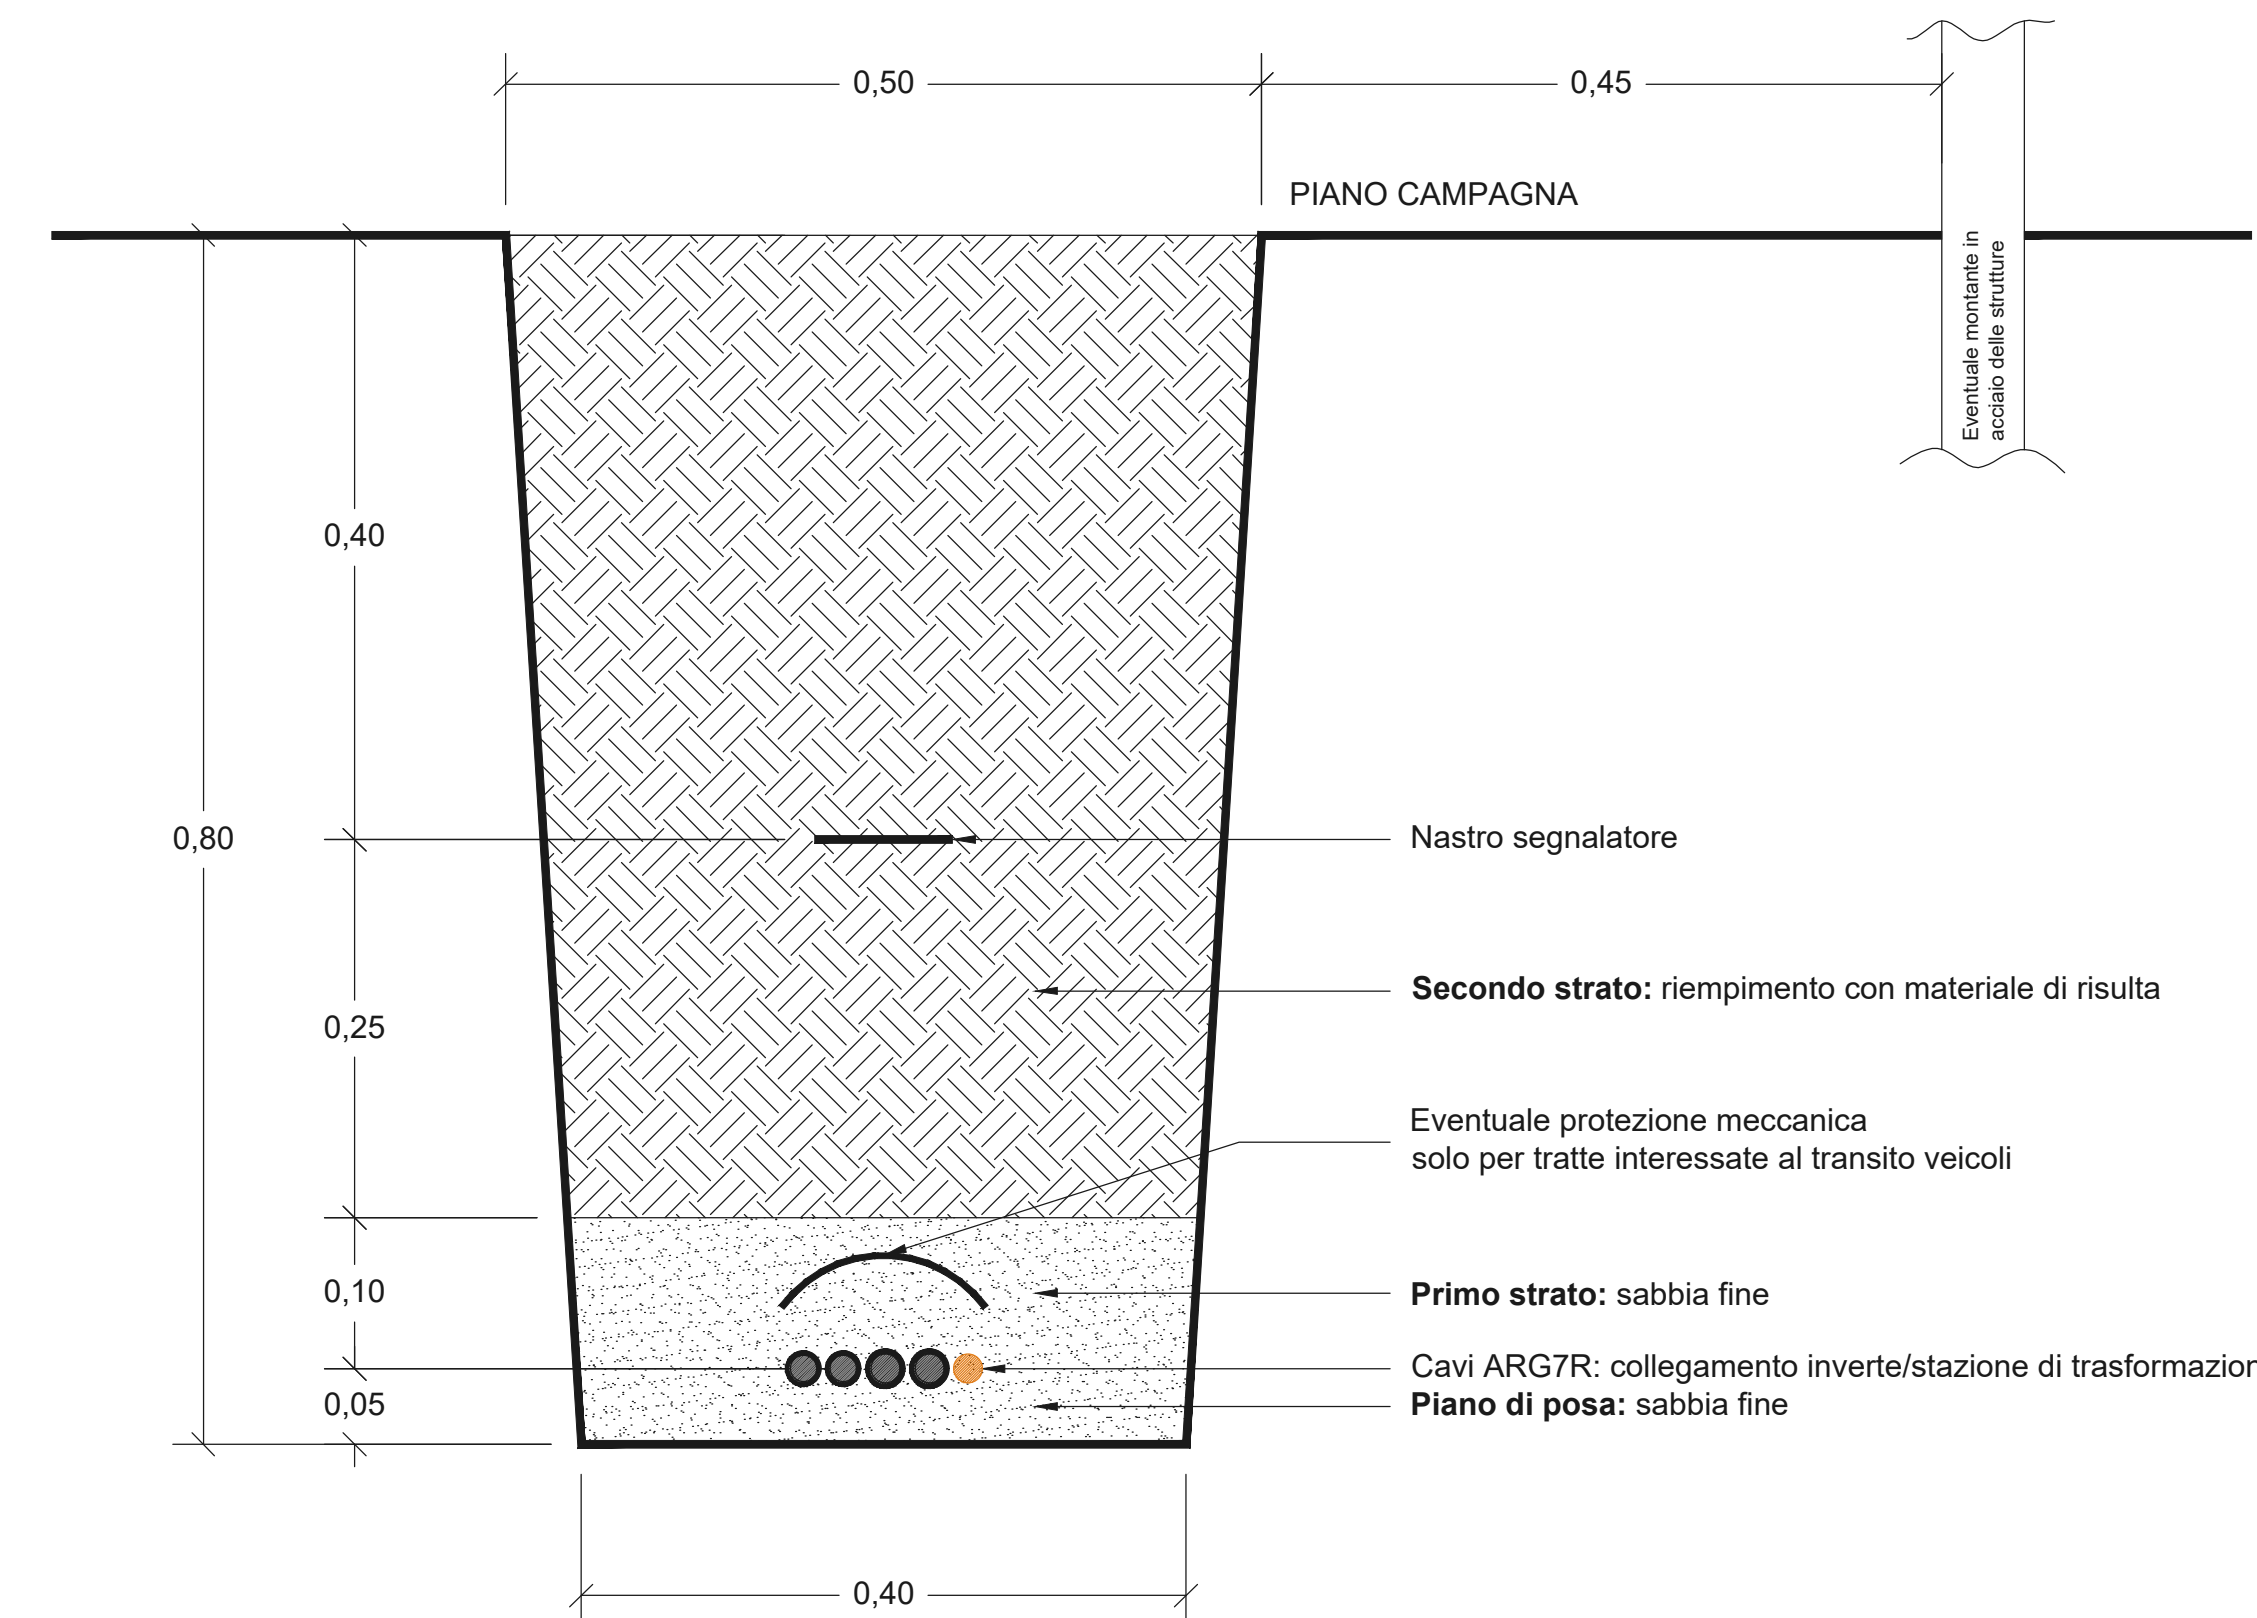 0,50
0,45
PIANO CAMPAGNA
Eventuale montante in
acciaio delle strutture
0,40
0,80
Nastro segnalatore
Secondo strato: riempimento con materiale di risulta
0,25
Eventuale protezione meccanica
solo per tratte interessate al transito veicoli
0,10
Primo strato: sabbia fine
Cavi ARG7R: collegamento inverte/stazione di trasformazion
0,05
Piano di posa: sabbia fine
0,40